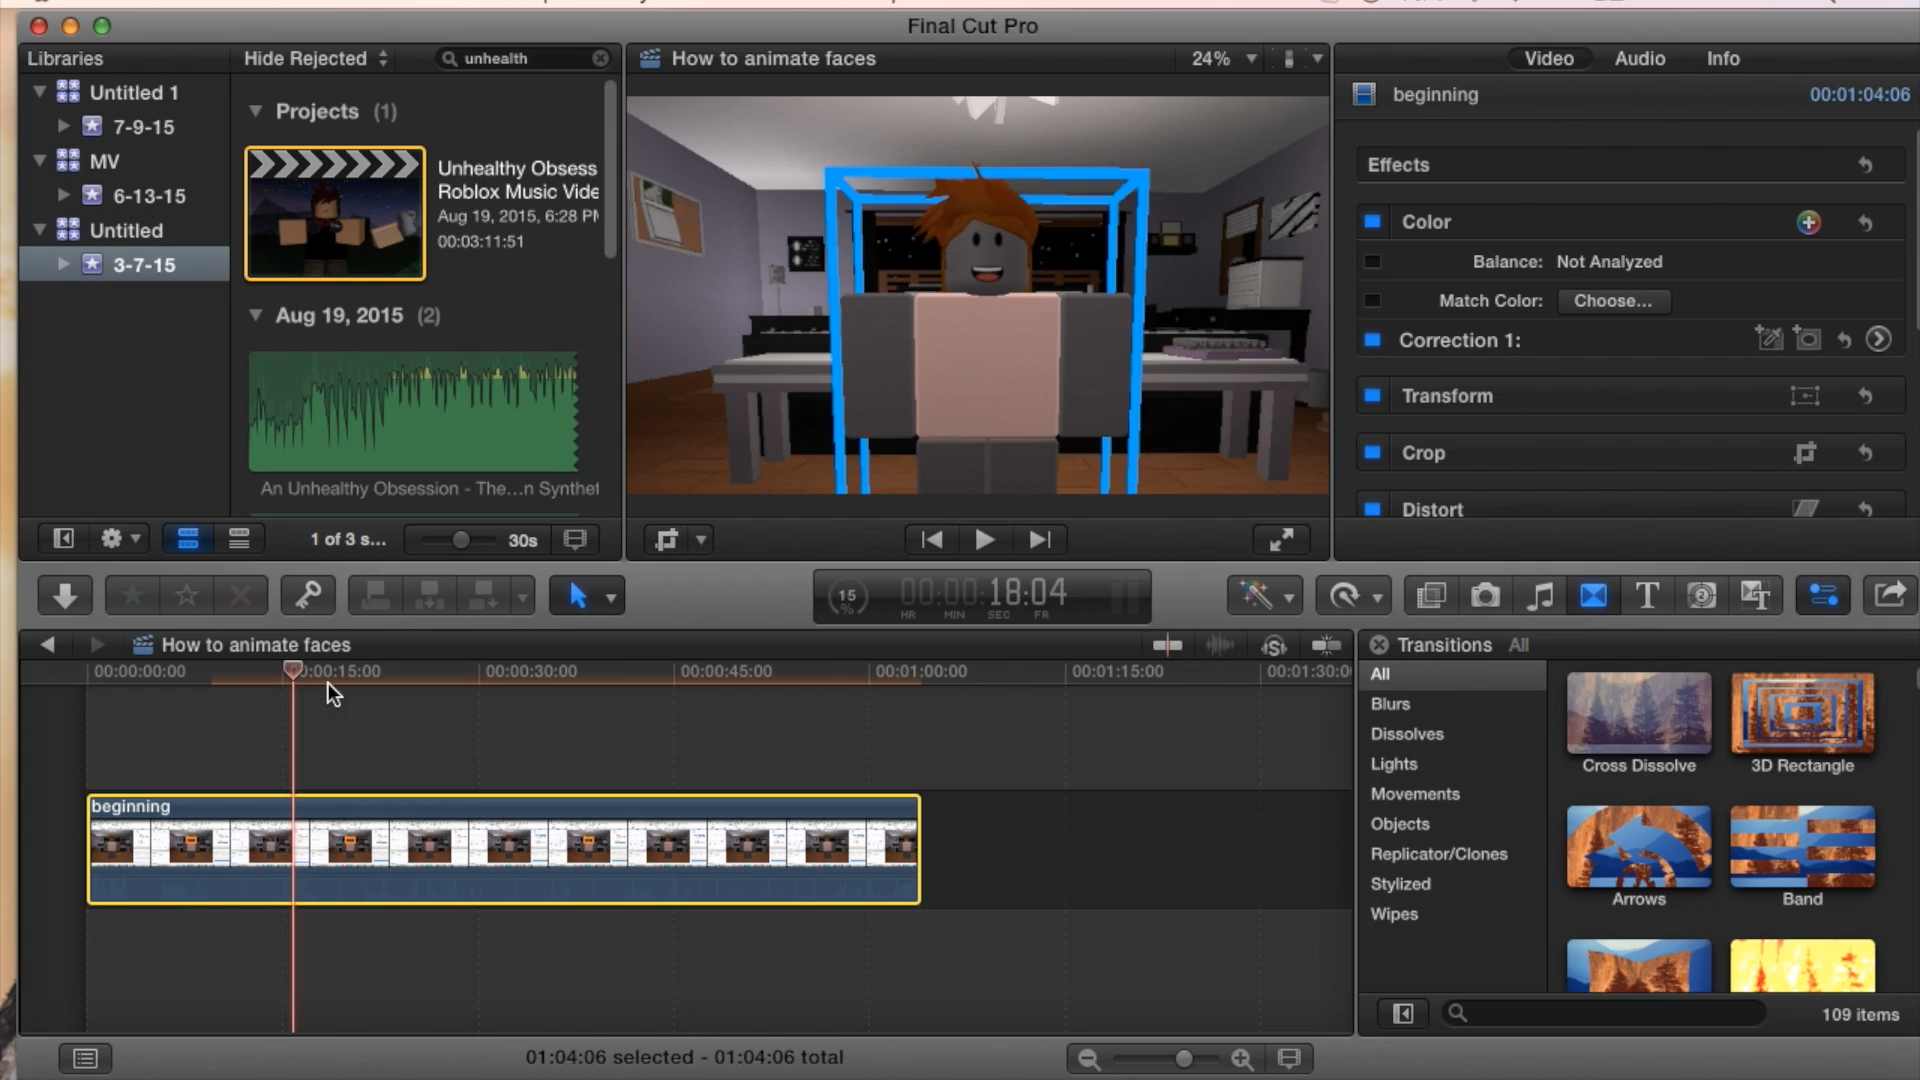 Final Cut Pro
Libraries
Hide Rejected
unhealth
How to animate faces
24%
Video
Audio
Info
Untitled 1
7-9-15
MV
6-13-15
Untitled
3-7-15
Projects (1)
Unhealthy Obsess
Roblox Music Vide
Aug 19, 2015, 6:28 PM
00:03:11:51
Aug 19, 2015 (2)
An Unhealthy Obsession - The...n Synthet
beginning
00:01:04:06
Effects
Color
Balance: Not Analyzed
Match Color: Choose...
Correction 1:
Transform
Crop
Distort
1 of 3 s...
30s
15
%
00:00:18:04
HR MIN SEC FR
How to animate faces
00:00:00:00
0:00:15:00
00:00:30:00
00:00:45:00
00:01:00:00
00:01:15:00
00:01:30:0
beginning
Transitions All
All
Blurs
Dissolves
Lights
Movements
Objects
Replicator/Clones
Stylized
Wipes
Cross Dissolve
3D Rectangle
Arrows
Band
109 items
01:04:06 selected - 01:04:06 total